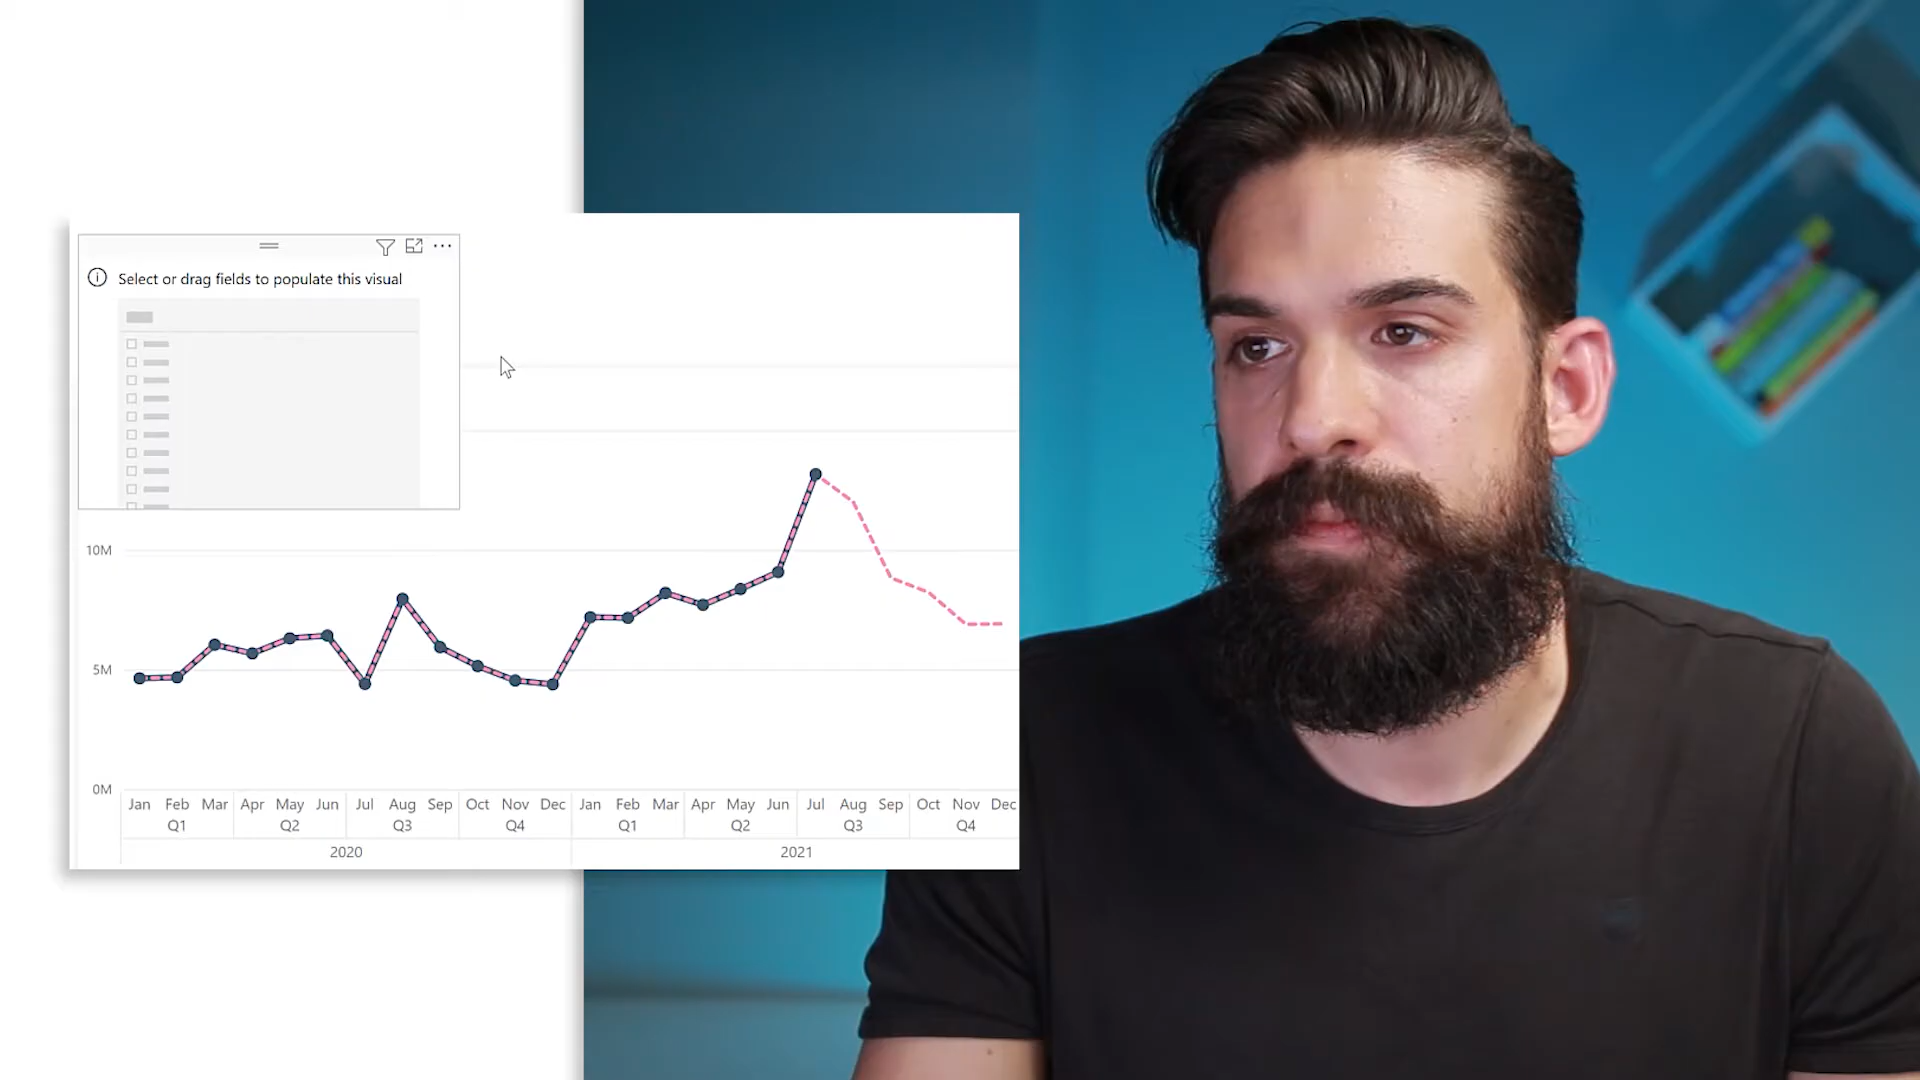 Select or drag fields to populate this visual
10M
5M
0M
Jan Feb Mar Apr May Jun Jul Aug Sep Oct Nov Dec Jan Feb Mar Apr May Jun Jul Aug Sep Oct Nov Dec
Q1 Q2 Q3 Q4 Q1 Q2 Q3 Q4
2020 2021